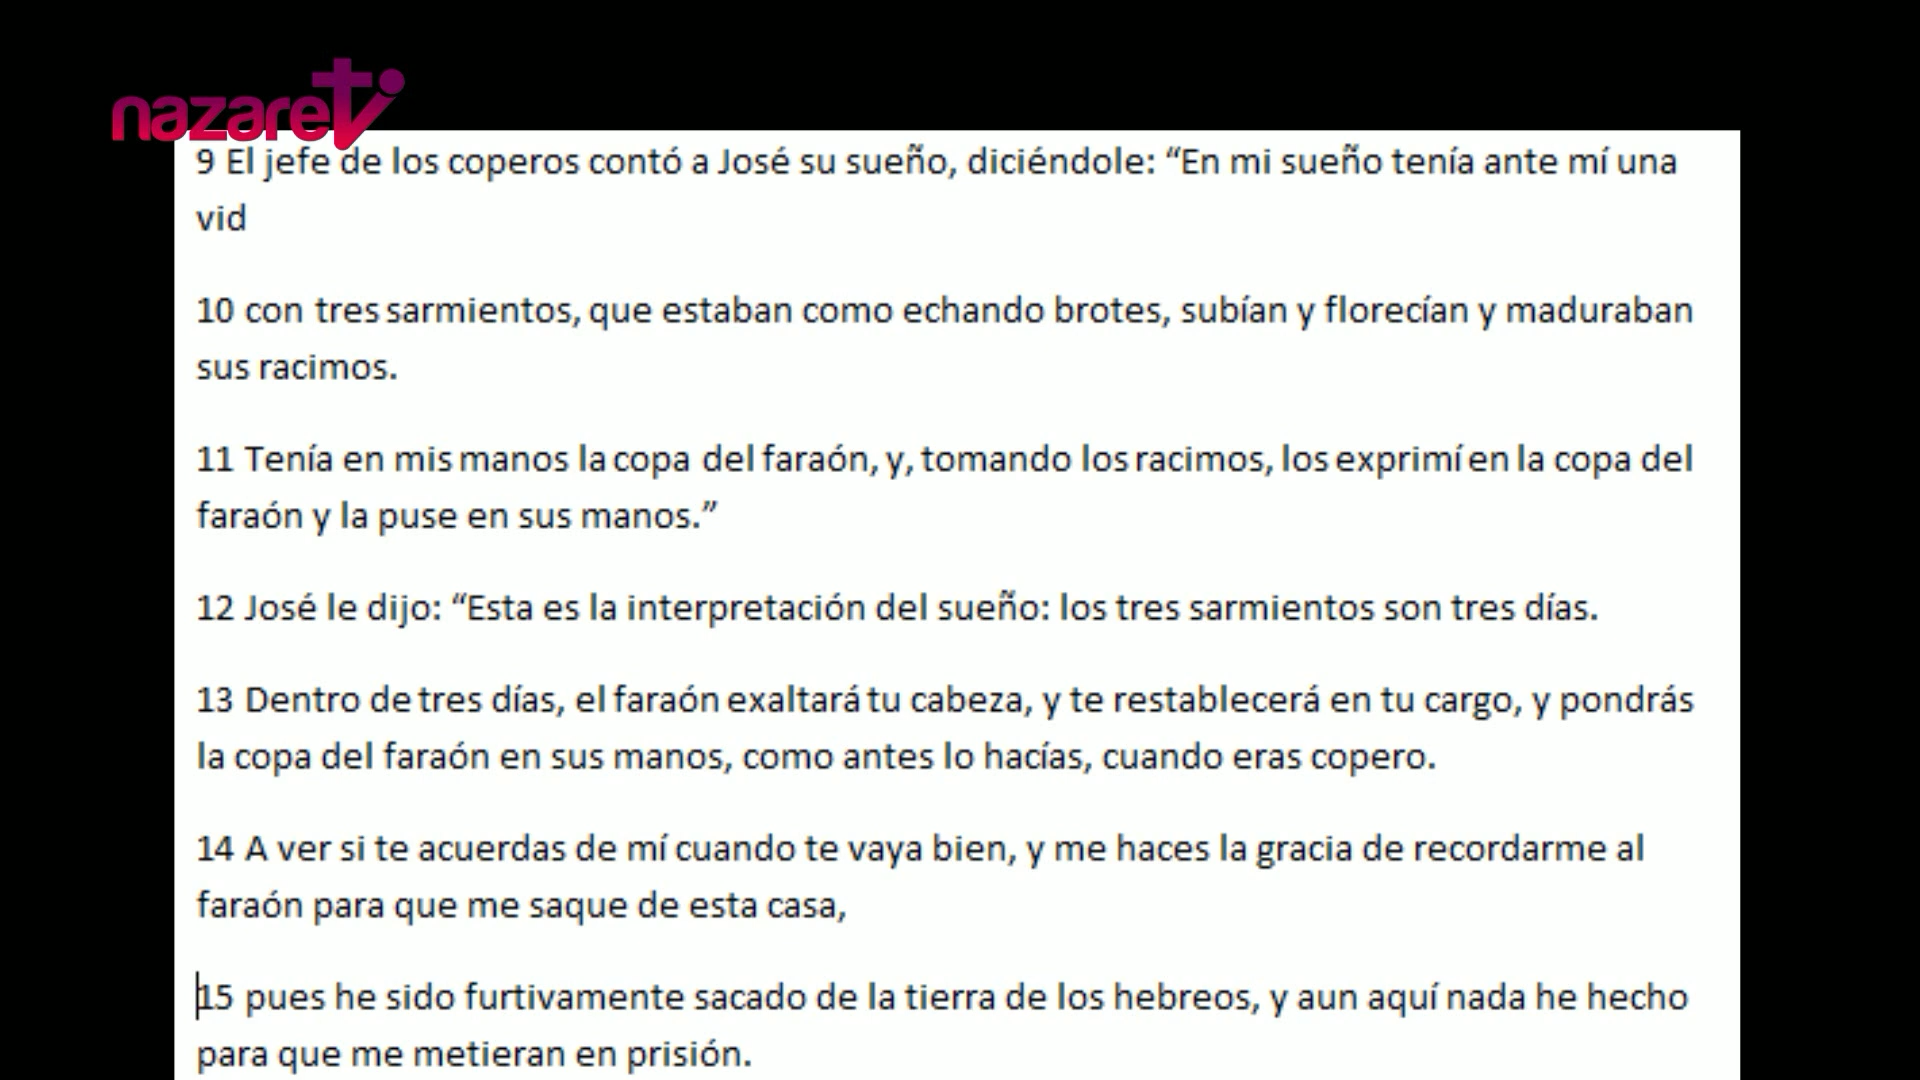 nazaretv
9 El jefe de los coperos contó a José su sueño, diciéndole: “En mi sueño tenía ante mí una
vid
10 con tres sarmientos, que estaban como echando brotes, subían y florecían y maduraban
sus racimos.
11 Tenía en mis manos la copa del faraón, y, tomando los racimos, los exprimí en la copa del
faraón y la puse en sus manos.”
12 José le dijo: “Esta es la interpretación del sueño: los tres sarmientos son tres días.
13 Dentro de tres días, el faraón exaltará tu cabeza, y te restablecerá en tu cargo, y pondrás
la copa del faraón en sus manos, como antes lo hacías, cuando eras copero.
14 A ver si te acuerdas de mí cuando te vaya bien, y me haces la gracia de recordarme al
faraón para que me saque de esta casa,
15 pues he sido furtivamente sacado de la tierra de los hebreos, y aun aquí nada he hecho
para que me metieran en prisión.